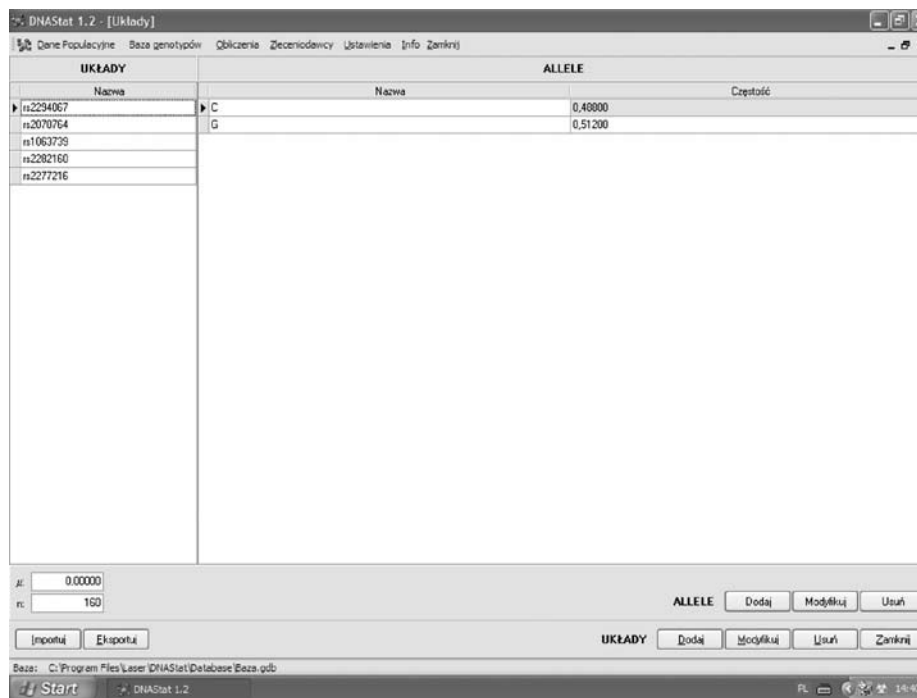 DNAStat 1.2 - [Układy]
Dane Populacyjne Baza genotypów Obliczenia Zleceniodawcy Ustawienia Info Zamknij
UKŁADY ALLELE
Nazwa Nazwa Częstość
rs2294067 C 0,48800
rs2070764 G 0,51200
rs1063739
rs2282160
rs2277216
μ: 0.00000
n: 160
ALLELE Dodaj Modyfikuj Usuń
Importuj Eksportuj UKŁADY Dodaj Modyfikuj Usuń Zamknij
Baza: C:\Program Files\Laser\DNAStat\Database\Baza.gdb
Start DNAStat 1.2 PL